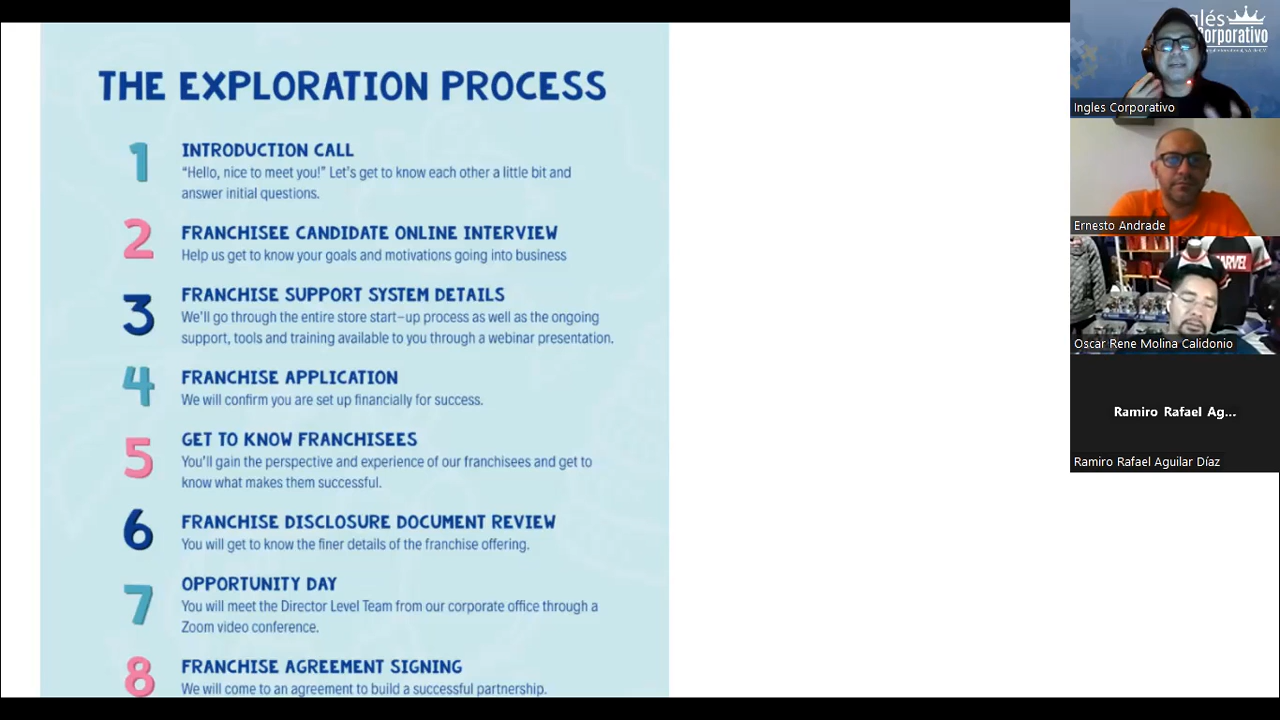 THE EXPLORATION PROCESS
1
INTRODUCTION CALL
“Hello, nice to meet you!” Let's get to know each other a little bit and
answer initial questions.
2
FRANCHISEE CANDIDATE ONLINE INTERVIEW
Help us get to know your goals and motivations going into business
3
FRANCHISE SUPPORT SYSTEM DETAILS
We'll go through the entire store start-up process as well as the ongoing
support, tools and training available to you through a webinar presentation.
4
FRANCHISE APPLICATION
We will confirm you are set up financially for success.
5
GET TO KNOW FRANCHISEES
You'll gain the perspective and experience of our franchisees and get to
know what makes them successful.
6
FRANCHISE DISCLOSURE DOCUMENT REVIEW
You will get to know the finer details of the franchise offering.
7
OPPORTUNITY DAY
You will meet the Director Level Team from our corporate office through a
Zoom video conference.
8
FRANCHISE AGREEMENT SIGNING
We will come to an agreement to build a successful partnership.
glés
orporativo
Ingles Corporativo
Ernesto Andrade
MARVEL
Oscar Rene Molina Calidonio
Ramiro Rafael Ag...
Ramiro Rafael Aguilar Díaz